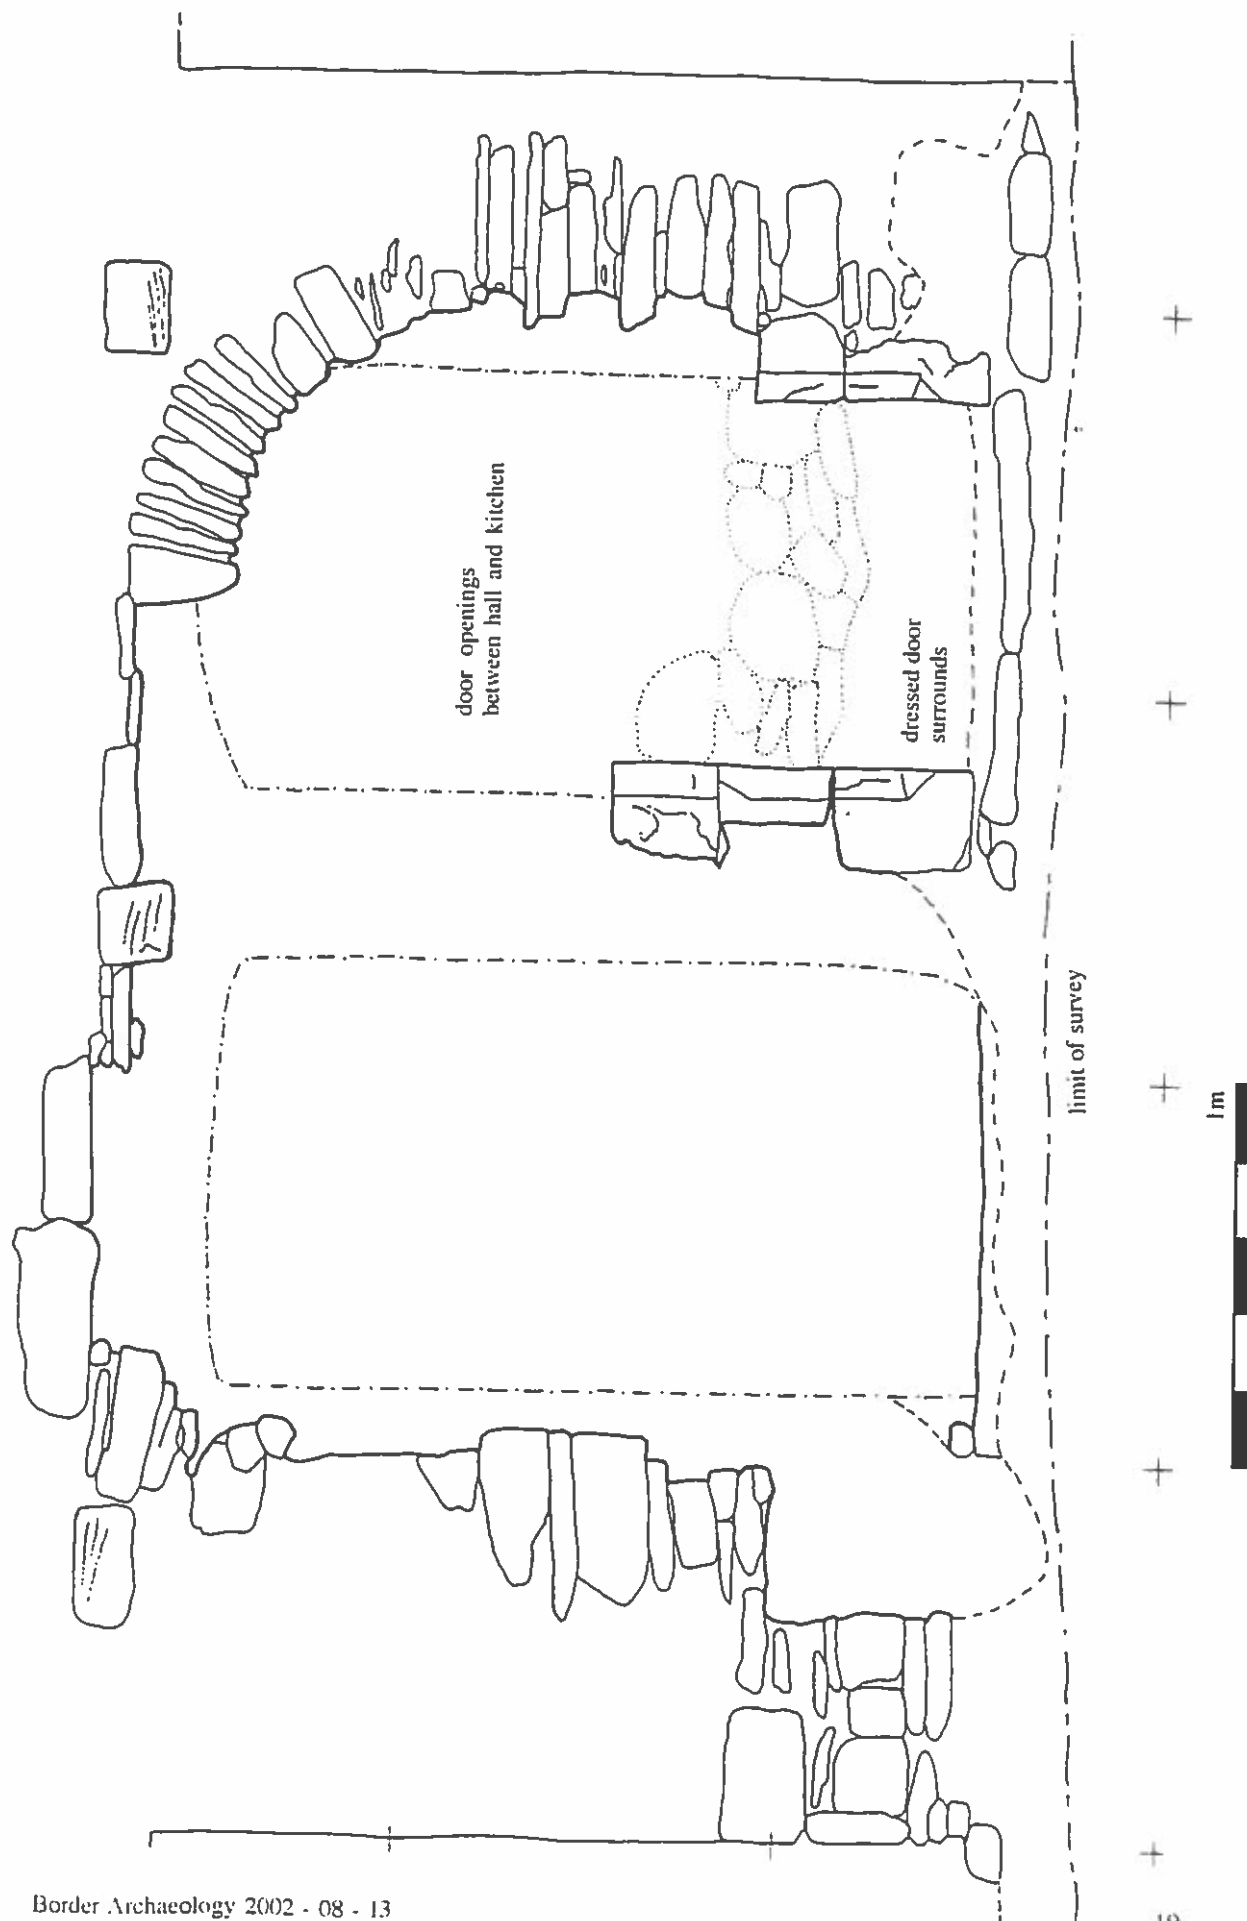 door openings
between hall and kitchen
dressed door
surrounds
limit of survey
1m
Border Archaeology 2002 - 08 - 13